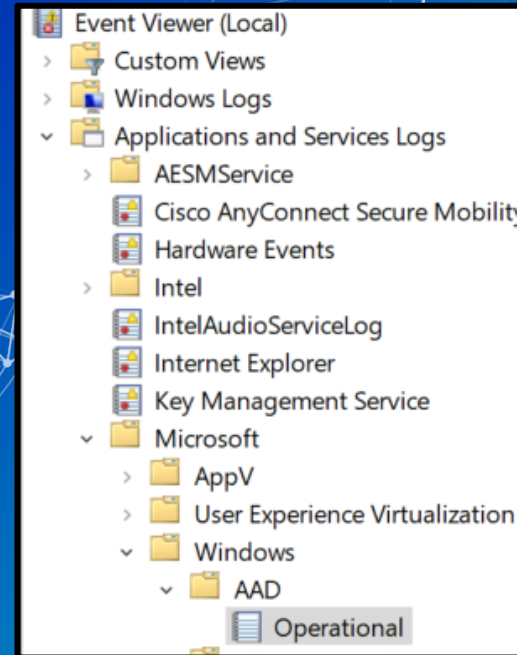 Event Viewer (Local)
Custom Views
Windows Logs
Applications and Services Logs
AESMService
Cisco AnyConnect Secure Mobility
Hardware Events
Intel
IntelAudioServiceLog
Internet Explorer
Key Management Service
Microsoft
AppV
User Experience Virtualization
Windows
AAD
Operational